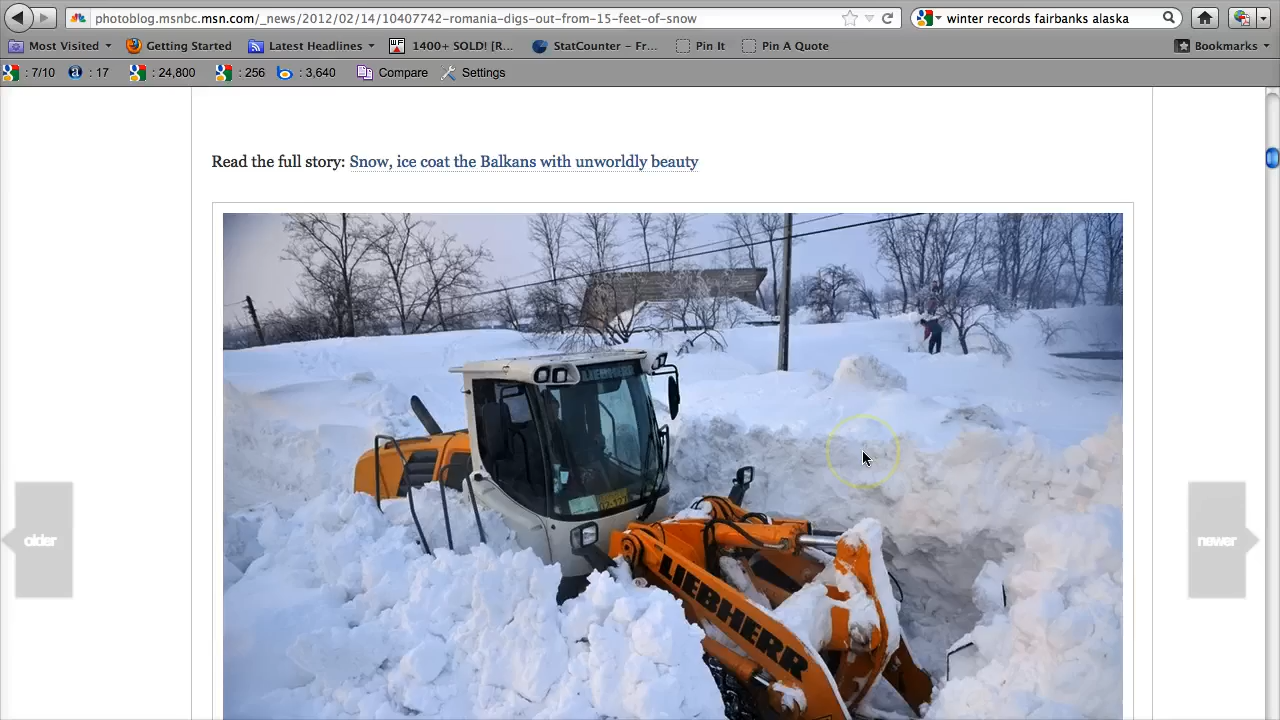 photoblog.msnbc.msn.com/_news/2012/02/14/10407742-romania-digs-out-from-15-feet-of-snow
winter records fairbanks alaska
Most Visited Getting Started Latest Headlines 1400+ SOLD! [R... StatCounter – Fr... Pin It Pin A Quote Bookmarks
: 7/10 : 17 : 24,800 : 256 : 3,640 Compare Settings
Read the full story: Snow, ice coat the Balkans with unworldly beauty
LIEBHERR
older
newer